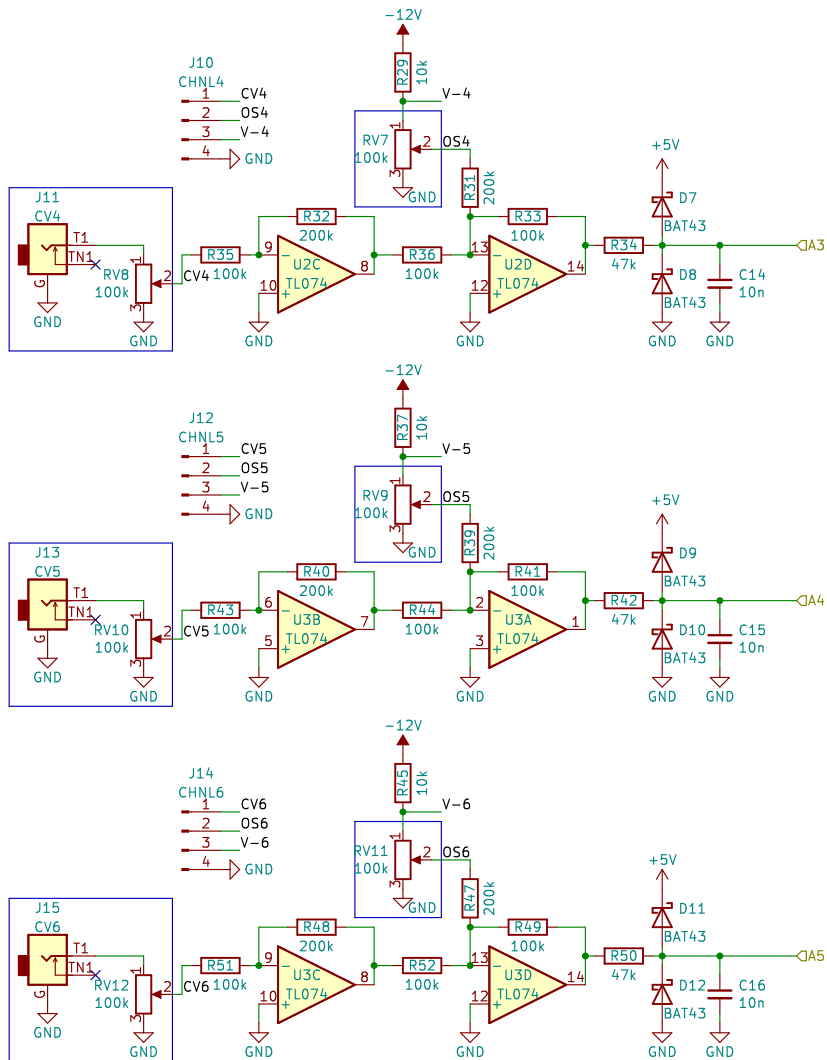 -12V
R29
10k
J10
CHNL4
1 CV4
2 OS4
3 V-4
4 GND
V-4
1
RV7
100k
2
OS4
3
GND
R31
200k
+5V
D7
BAT43
J11
CV4
T1
TN1
G
GND
RV8
100k
1
2
3
CV4
GND
R35
100k
R32
200k
9
10
U2C
TL074
8
GND
R36
100k
R33
100k
13
12
U2D
TL074
14
GND
R34
47k
D8
BAT43
GND
C14
10n
GND
A3
-12V
R37
10k
J12
CHNL5
1 CV5
2 OS5
3 V-5
4 GND
V-5
1
RV9
100k
2
OS5
3
GND
R39
200k
+5V
D9
BAT43
J13
CV5
T1
TN1
G
GND
RV10
100k
1
2
3
CV5
GND
R43
100k
R40
200k
6
5
U3B
TL074
7
GND
R44
100k
R41
100k
2
3
U3A
TL074
1
GND
R42
47k
D10
BAT43
GND
C15
10n
GND
A4
-12V
R45
10k
J14
CHNL6
1 CV6
2 OS6
3 V-6
4 GND
V-6
1
RV11
100k
2
OS6
3
GND
R47
200k
+5V
D11
BAT43
J15
CV6
T1
TN1
G
GND
RV12
100k
1
2
3
CV6
GND
R51
100k
R48
200k
9
10
U3C
TL074
8
GND
R52
100k
R49
100k
13
12
U3D
TL074
14
GND
R50
47k
D12
BAT43
GND
C16
10n
GND
A5